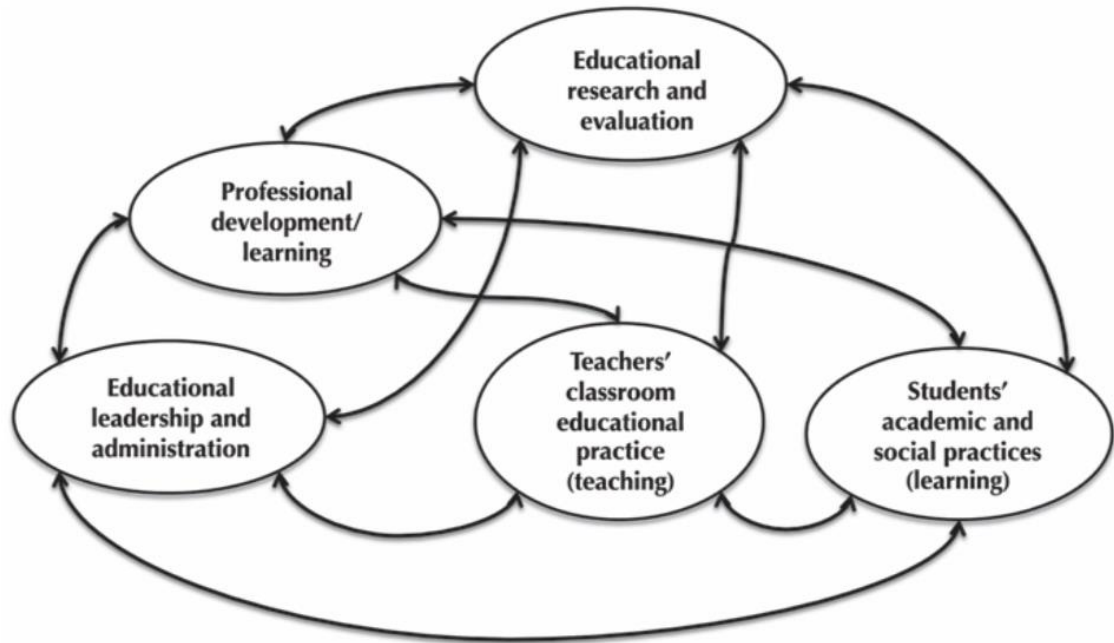 Educational
research and
evaluation
Professional
development/
learning
Educational
leadership and
administration
Teachers’
classroom
educational
practice
(teaching)
Students’
academic and
social practices
(learning)